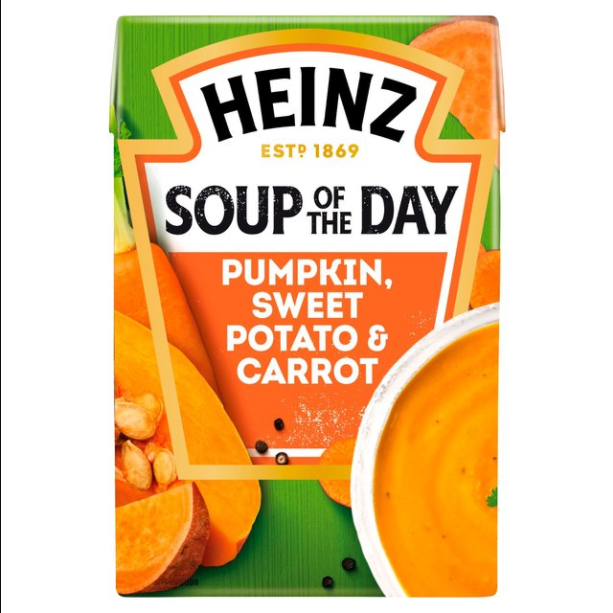 HEINZ
ESTD 1869
SOUP OF THE DAY
PUMPKIN,
SWEET
POTATO &
CARROT